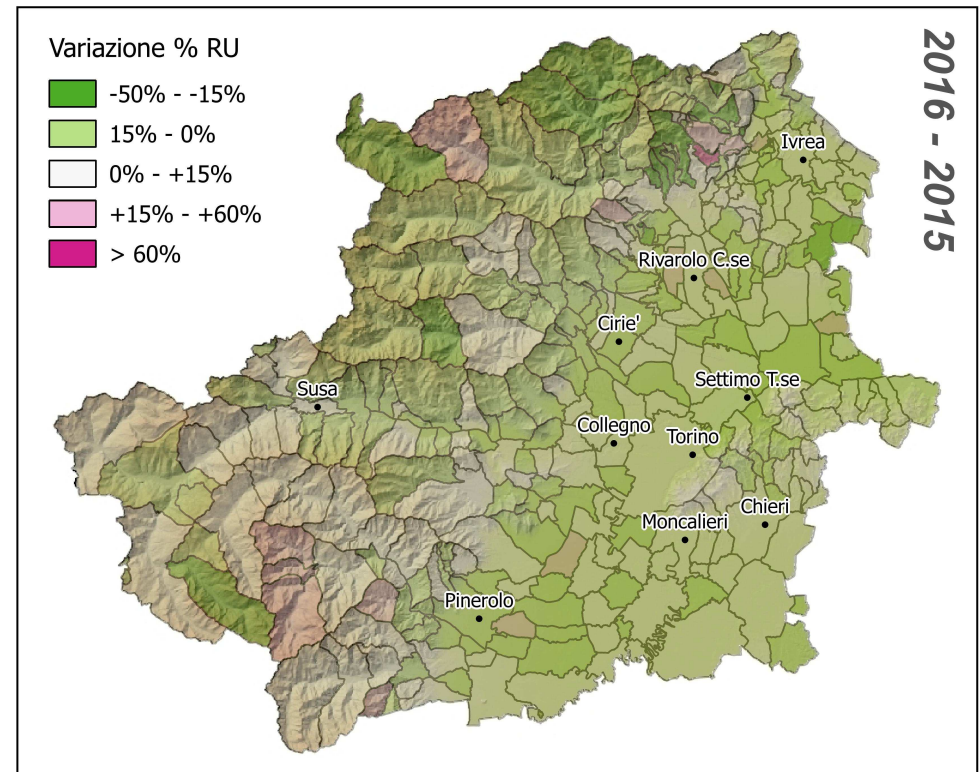 Variazione % RU
-50% - -15%
15% - 0%
0% - +15%
+15% - +60%
> 60%
2016 - 2015
Ivrea
Rivarolo C.se
Cirie'
Settimo T.se
Susa
Collegno
Torino
Moncalieri
Chieri
Pinerolo